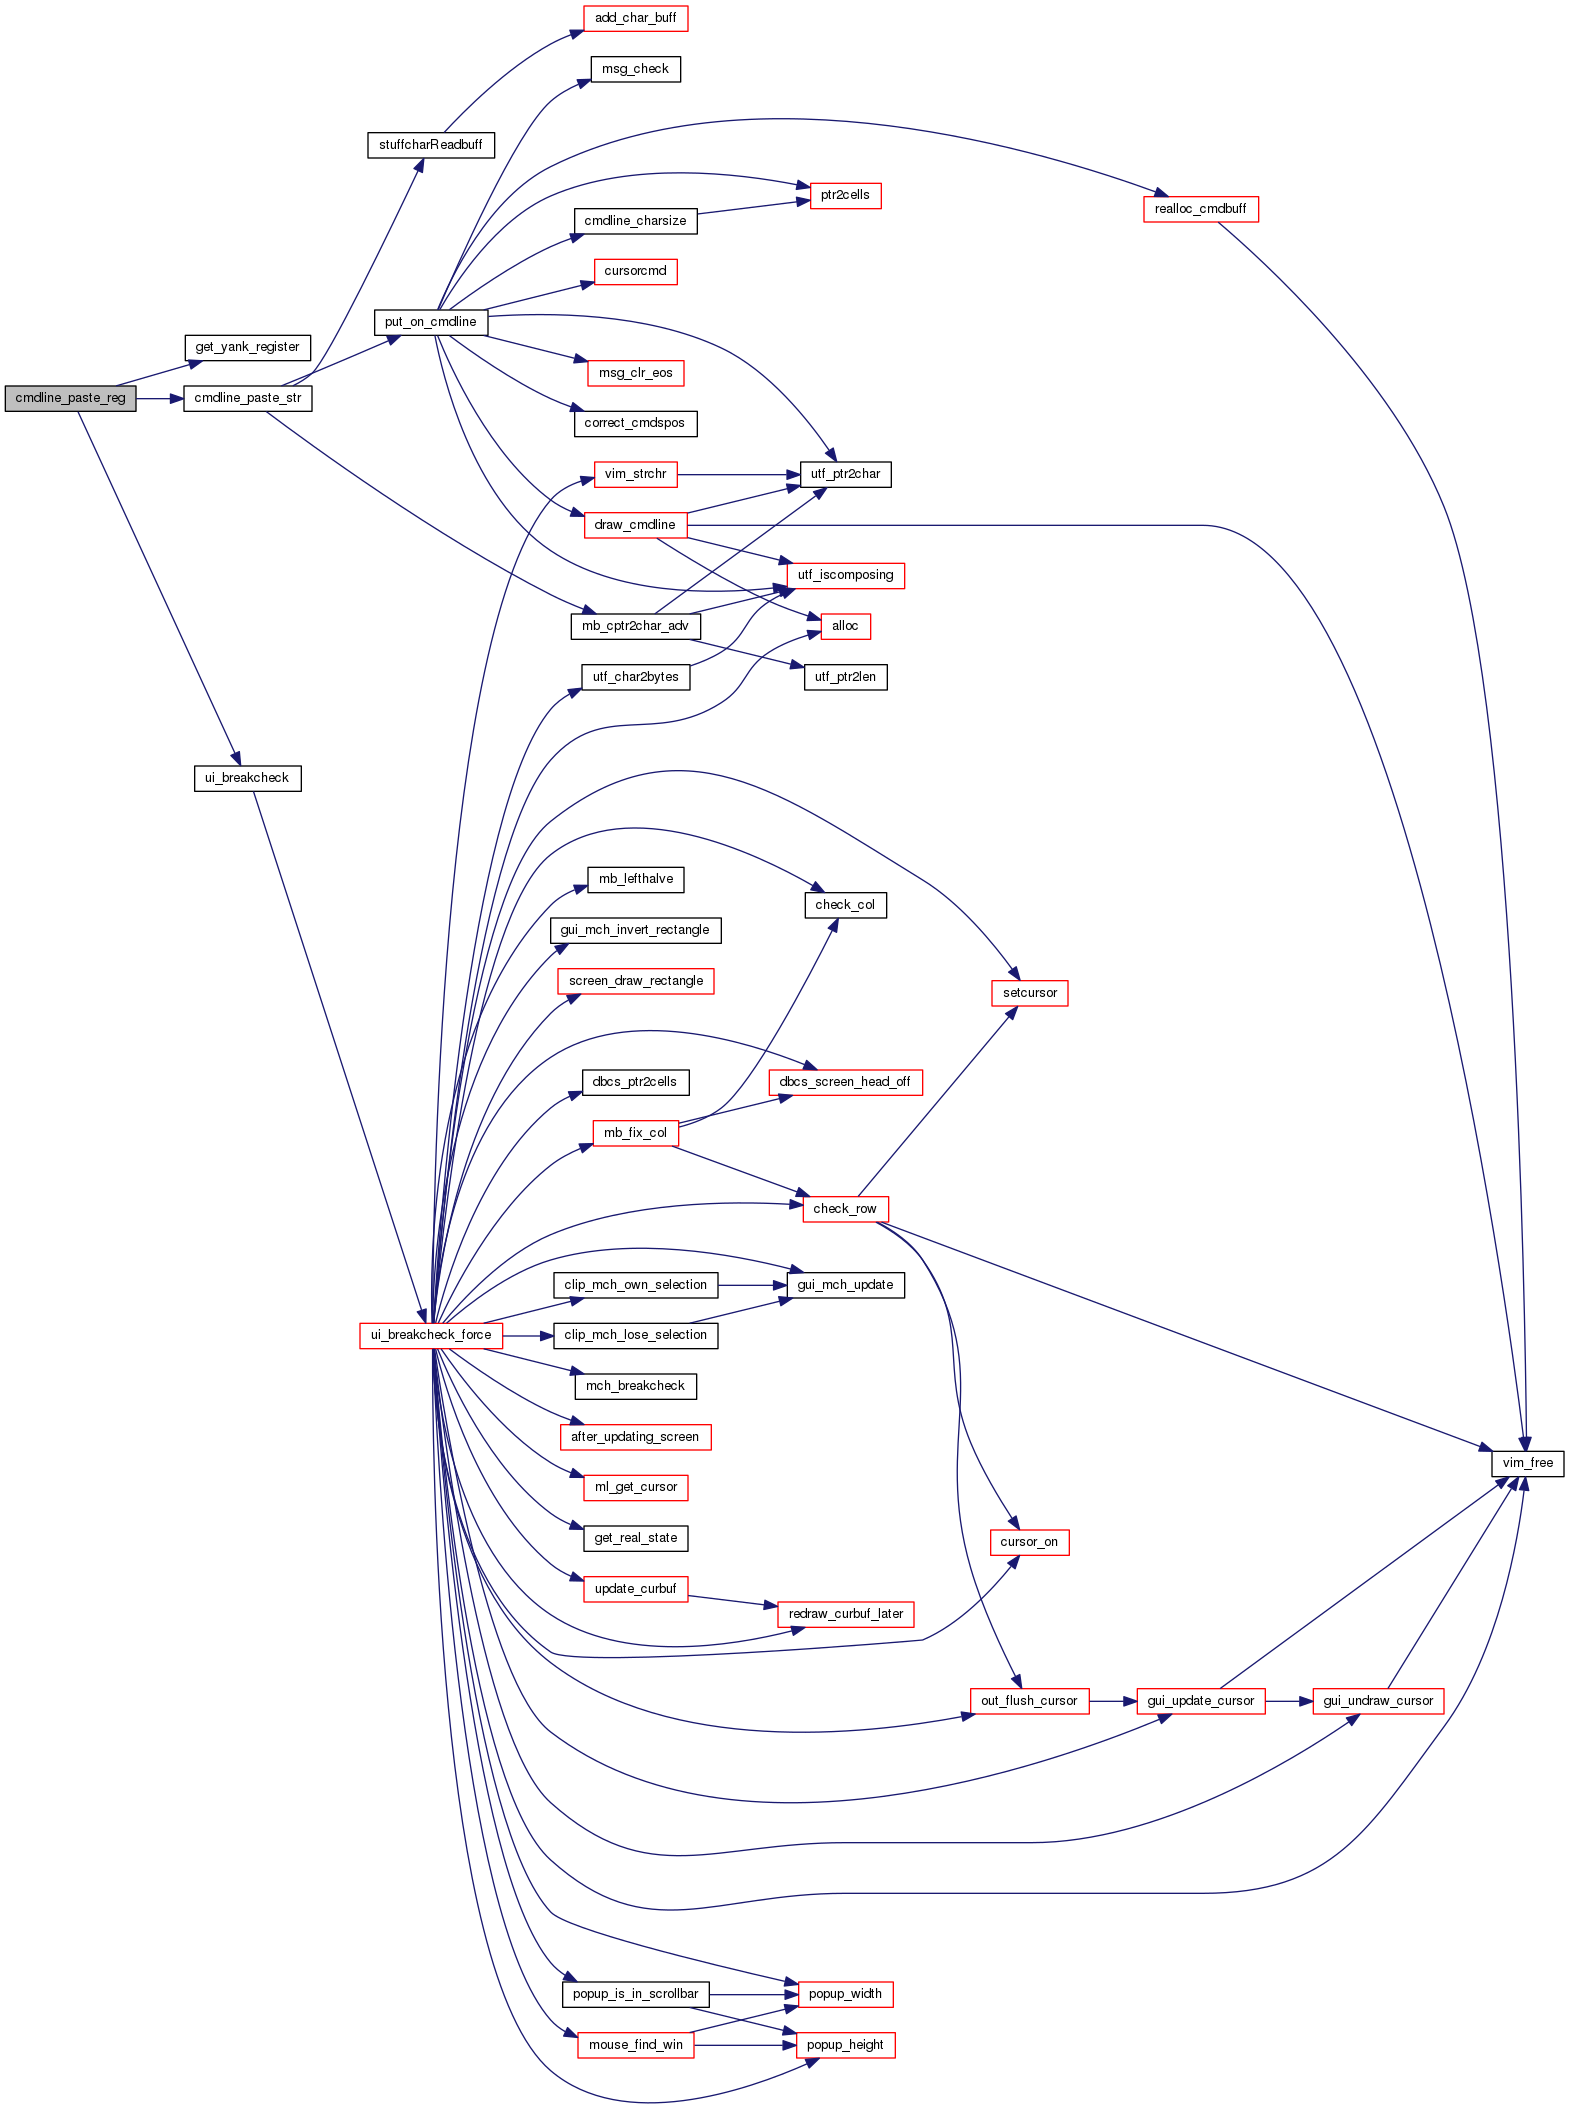 add_char_buff
msg_check
stuffcharReadbuff
ptr2cells
realloc_cmdbuff
cmdline_charsize
cursorcmd
put_on_cmdline
get_yank_register
msg_clr_eos
cmdline_paste_reg
cmdline_paste_str
correct_cmdspos
vim_strchr
utf_ptr2char
draw_cmdline
utf_iscomposing
mb_cptr2char_adv
alloc
utf_char2bytes
utf_ptr2len
ui_breakcheck
mb_lefthalve
check_col
gui_mch_invert_rectangle
screen_draw_rectangle
setcursor
dbcs_ptr2cells
dbcs_screen_head_off
mb_fix_col
check_row
clip_mch_own_selection
gui_mch_update
ui_breakcheck_force
clip_mch_lose_selection
mch_breakcheck
after_updating_screen
vim_free
ml_get_cursor
get_real_state
cursor_on
update_curbuf
redraw_curbuf_later
out_flush_cursor
gui_update_cursor
gui_undraw_cursor
popup_is_in_scrollbar
popup_width
mouse_find_win
popup_height